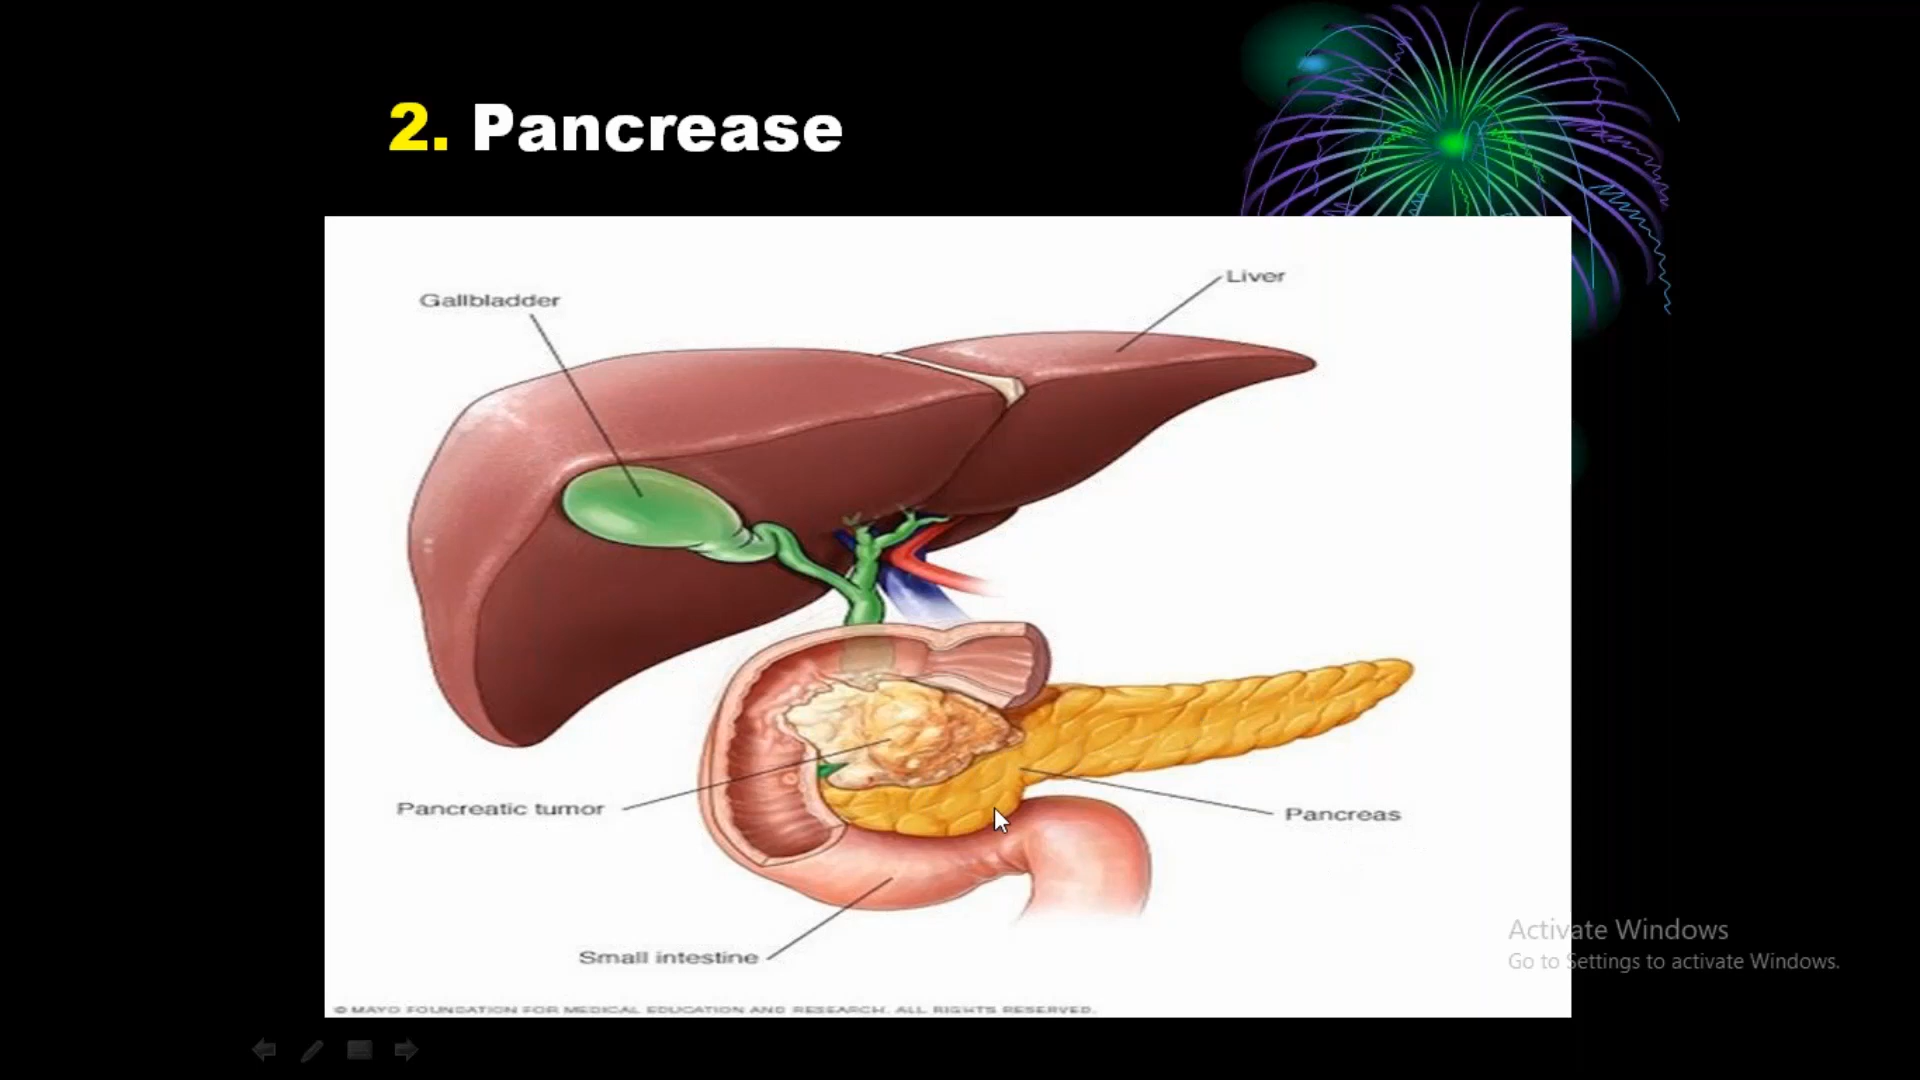 2. Pancrease
Liver
Gallbladder
Pancreatic tumor
Pancreas
Small intestine
© MAYO FOUNDATION FOR MEDICAL EDUCATION AND RESEARCH. ALL RIGHTS RESERVED.
Activate Windows
Go to Settings to activate Windows.